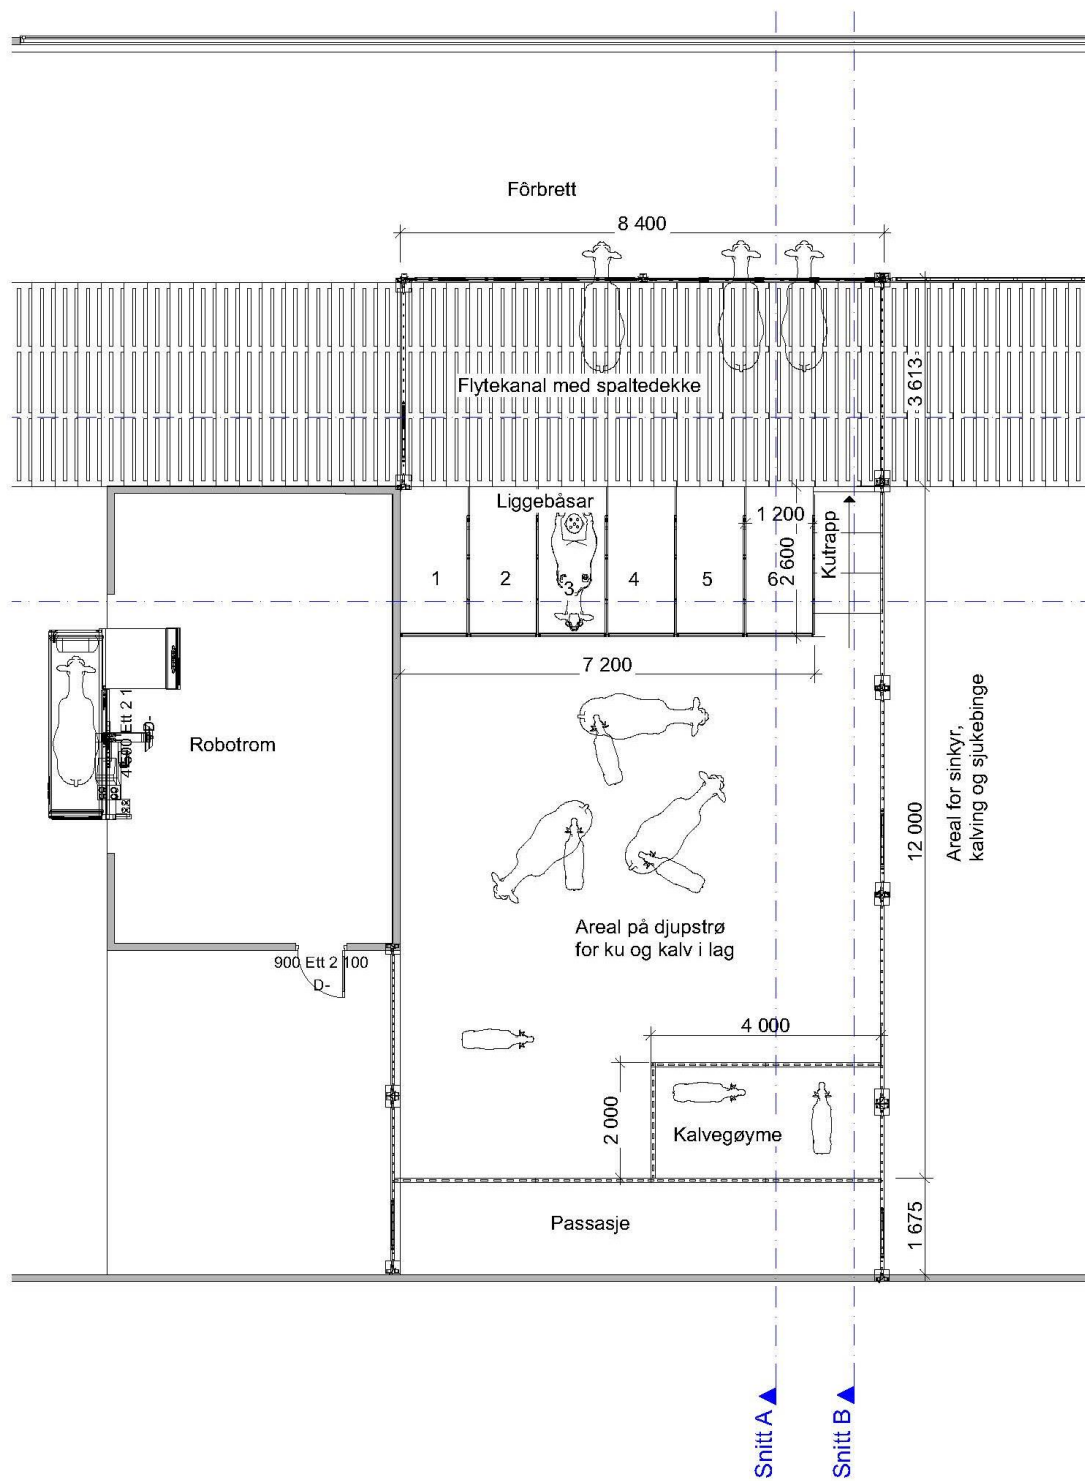 Fôrbrett
8 400
3 613
Flytekanal med spaltedekke
Liggebåsar
1 200
2 600
Kutrapp
1
2
3
4
5
6
7 200
Robotrom
900 Ett 2 100
D-
D-
12 000
Areal for sinkyr,
kalving og sjukebinge
Areal på djupstrø
for ku og kalv i lag
4 000
2 000
Kalvegøyme
Passasje
1 675
Snitt A
Snitt B